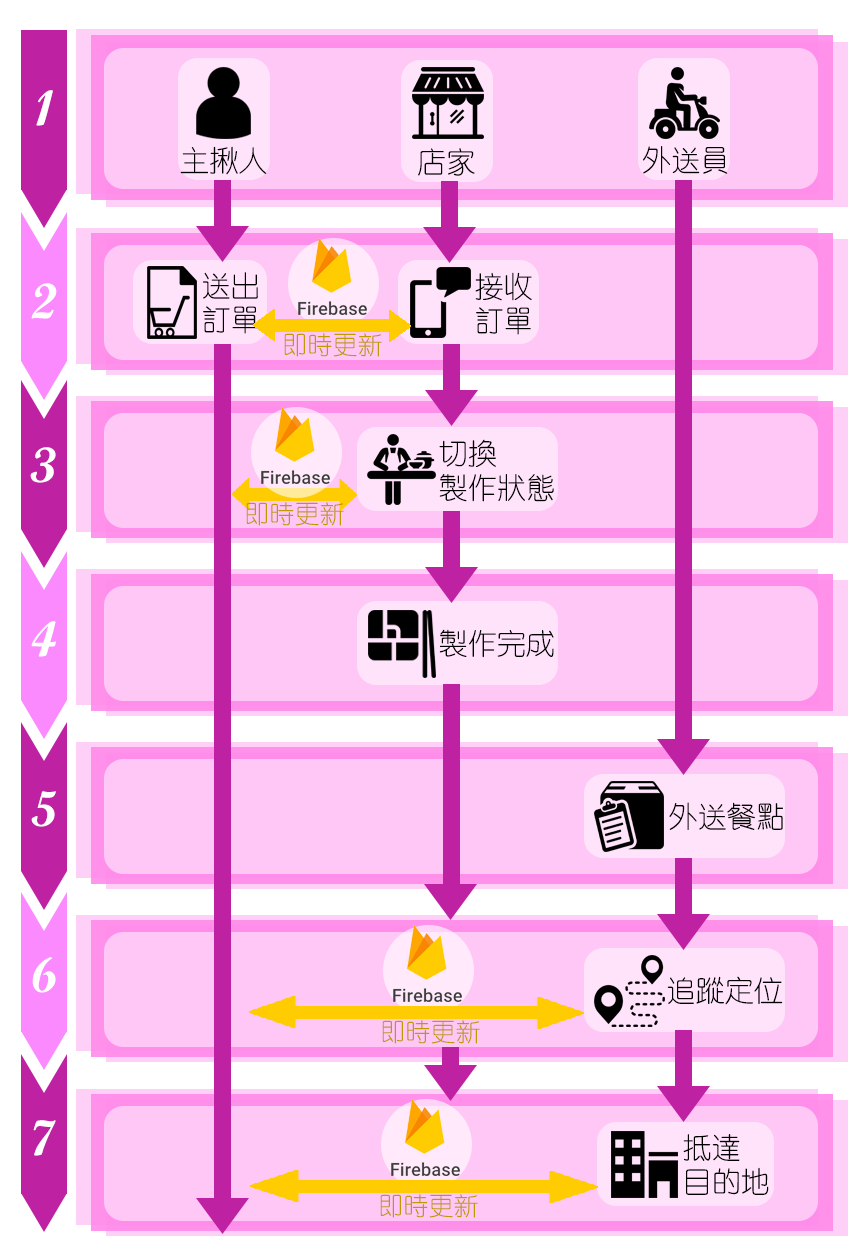 1
主揪人
店家
外送員
2
送出
訂單
Firebase
即時更新
接收
訂單
3
Firebase
即時更新
切換
製作狀態
4
製作完成
5
外送餐點
6
Firebase
即時更新
追蹤定位
7
Firebase
即時更新
抵達
目的地